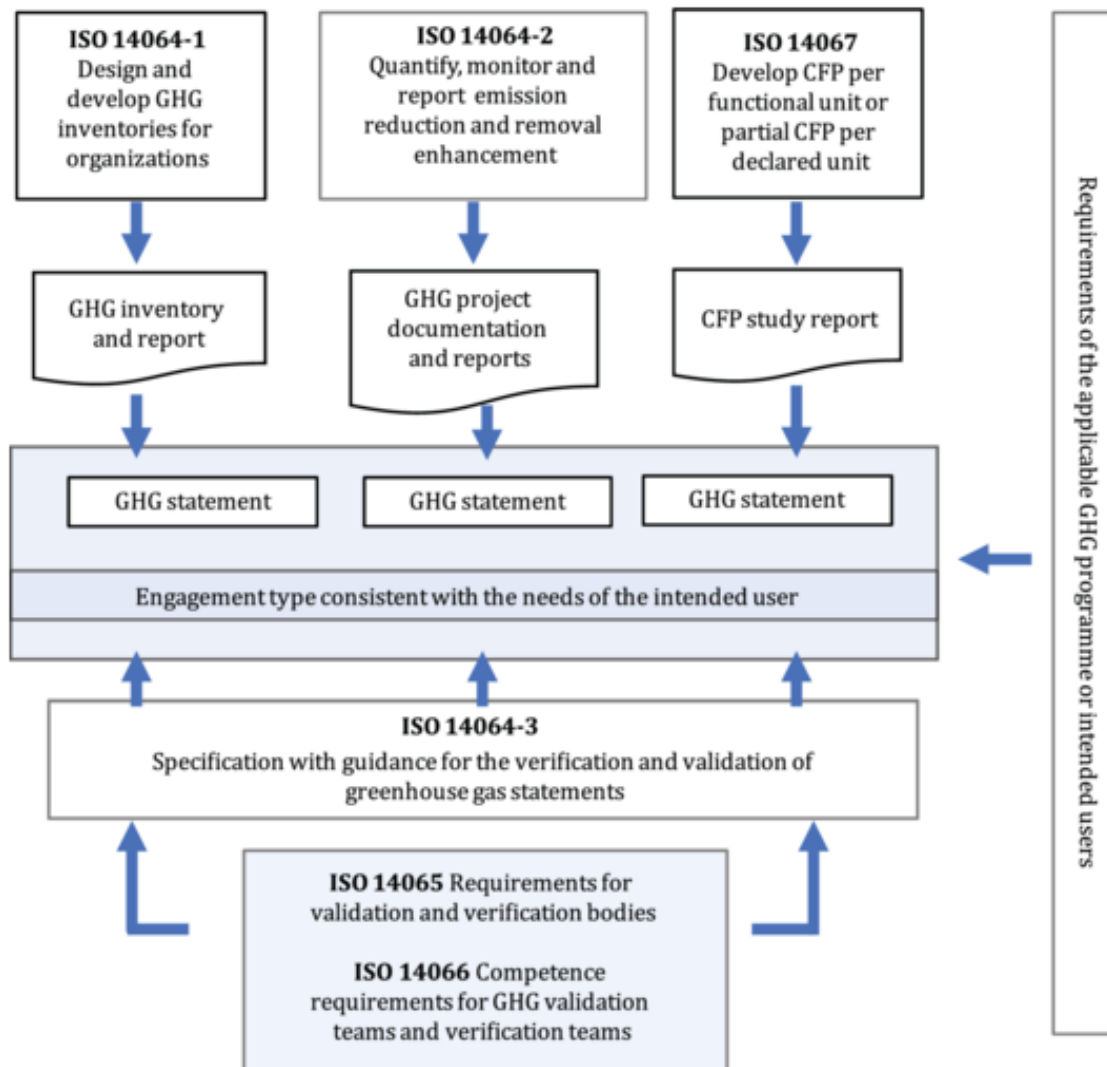 ISO 14064-1
Design and
develop GHG
inventories for
organizations
ISO 14064-2
Quantify, monitor and
report emission
reduction and removal
enhancement
ISO 14067
Develop CFP per
functional unit or
partial CFP per
declared unit
GHG inventory
and report
GHG project
documentation
and reports
CFP study report
GHG statement
GHG statement
GHG statement
Engagement type consistent with the needs of the intended user
ISO 14064-3
Specification with guidance for the verification and validation of
greenhouse gas statements
ISO 14065 Requirements for
validation and verification bodies
ISO 14066 Competence
requirements for GHG validation
teams and verification teams
Requirements of the applicable GHG programme or intended users